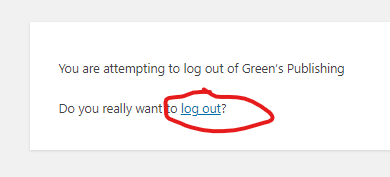 You are attempting to log out of Green's Publishing
Do you really want to log out?